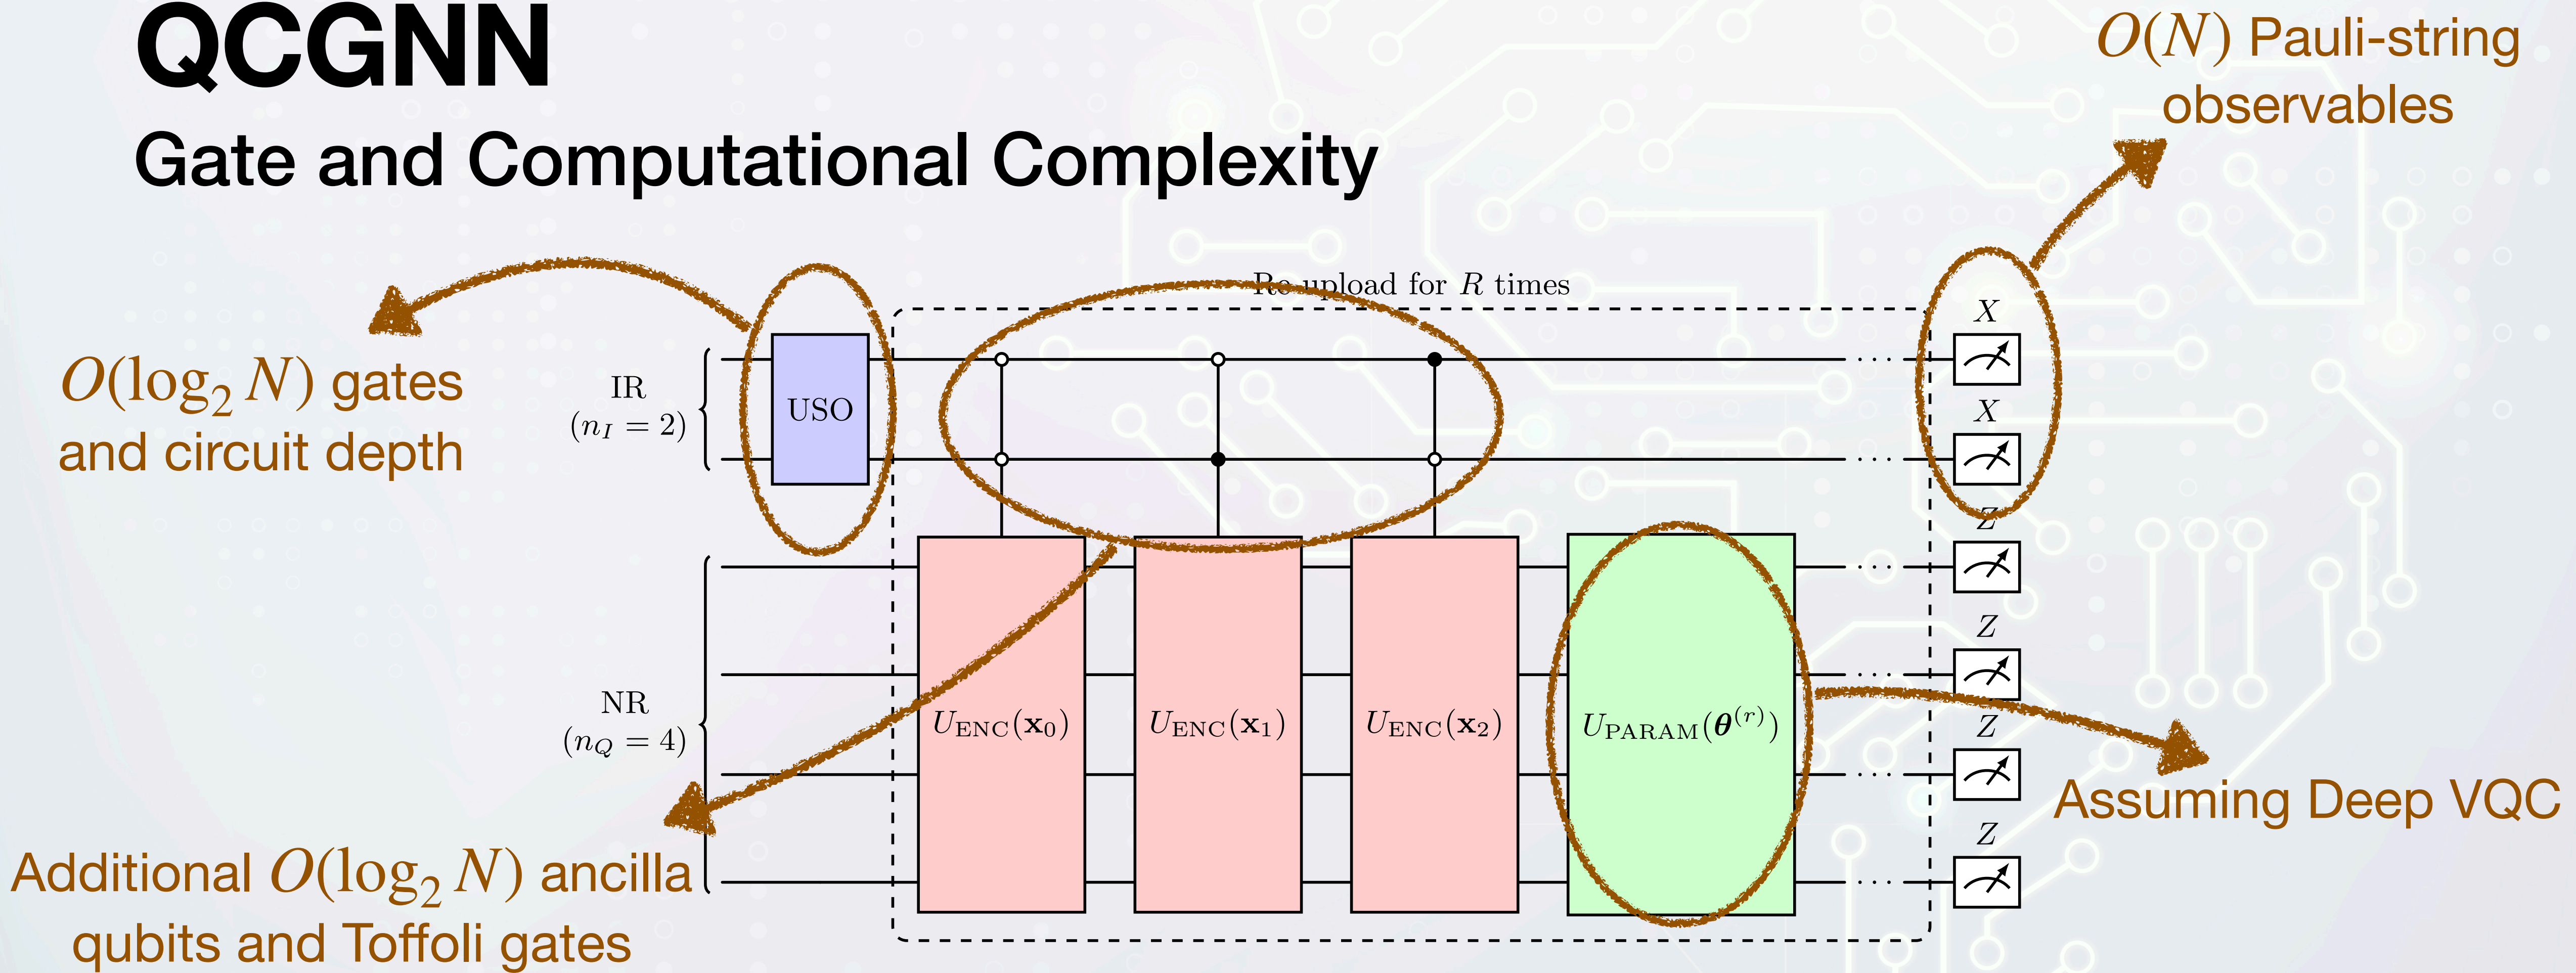 QCGNN
Gate and Computational Complexity
O(N) Pauli-string
observables
O(log₂ N) gates
and circuit depth
Re-upload for R times
IR
(n_I = 2)
USO
X
X
Z
Z
Z
Z
NR
(n_Q = 4)
U_ENC(x₀)
U_ENC(x₁)
U_ENC(x₂)
U_PARAM(θ^(r))
Assuming Deep VQC
Additional O(log₂ N) ancilla
qubits and Toffoli gates